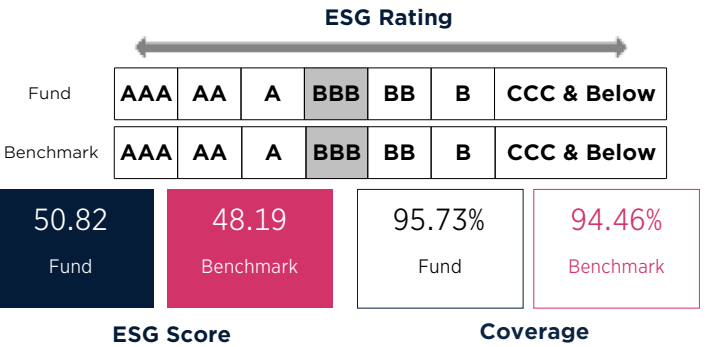 ESG Rating
Fund AAA AA A BBB BB B CCC & Below
Benchmark AAA AA A BBB BB B CCC & Below
50.82 48.19 95.73% 94.46%
Fund Benchmark Fund Benchmark
ESG Score Coverage